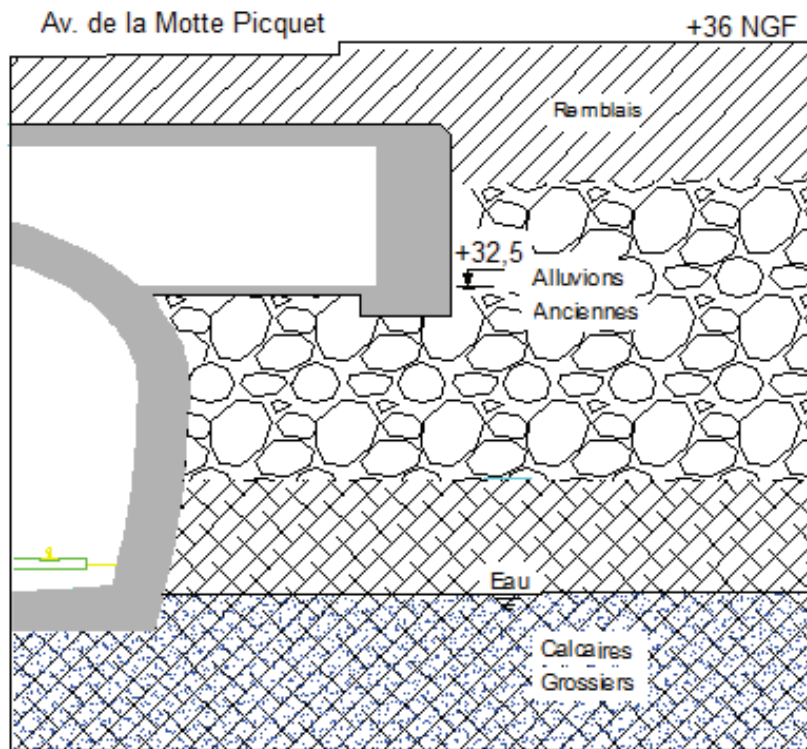 Av. de la Motte Picquet
+36 NGF
Remblais
+32,5
Alluvions
Anciennes
Eau
Calcaires
Grossiers